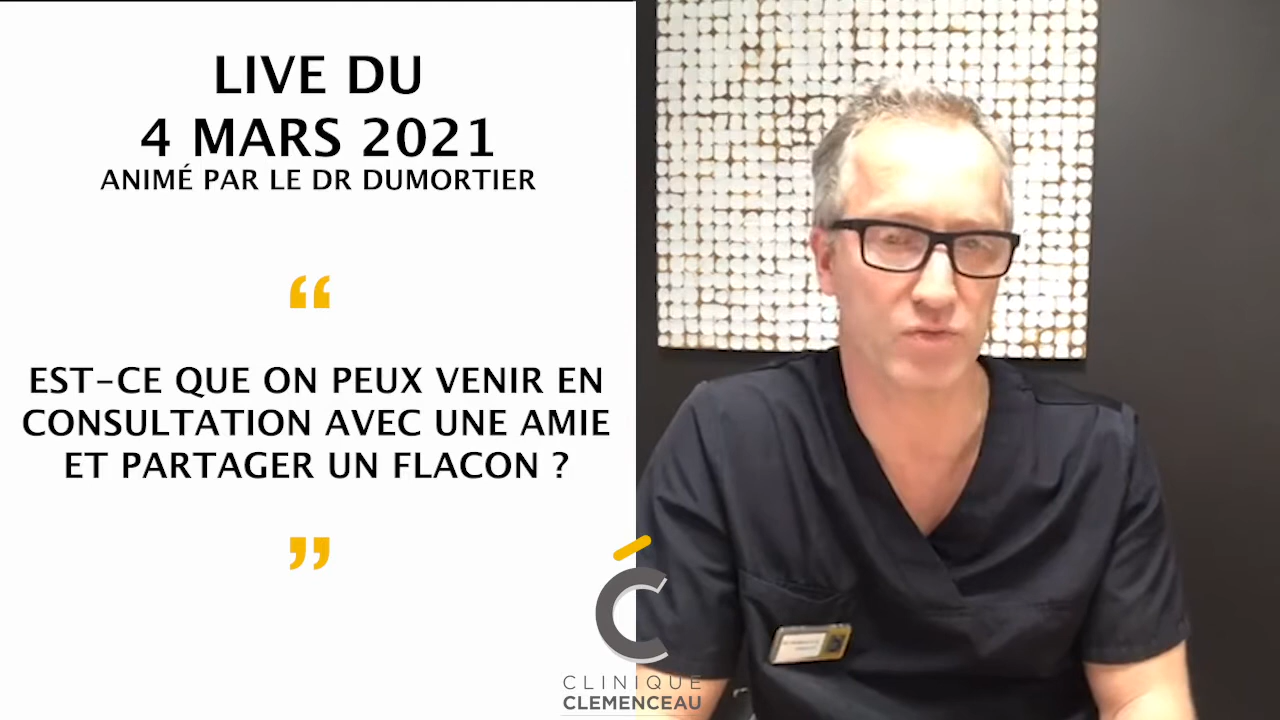 LIVE DU
4 MARS 2021
ANIMÉ PAR LE DR DUMORTIER
“
EST-CE QUE ON PEUX VENIR EN
CONSULTATION AVEC UNE AMIE
ET PARTAGER UN FLACON ?
”
Ć
CLINIQUE
CLEMENCEAU